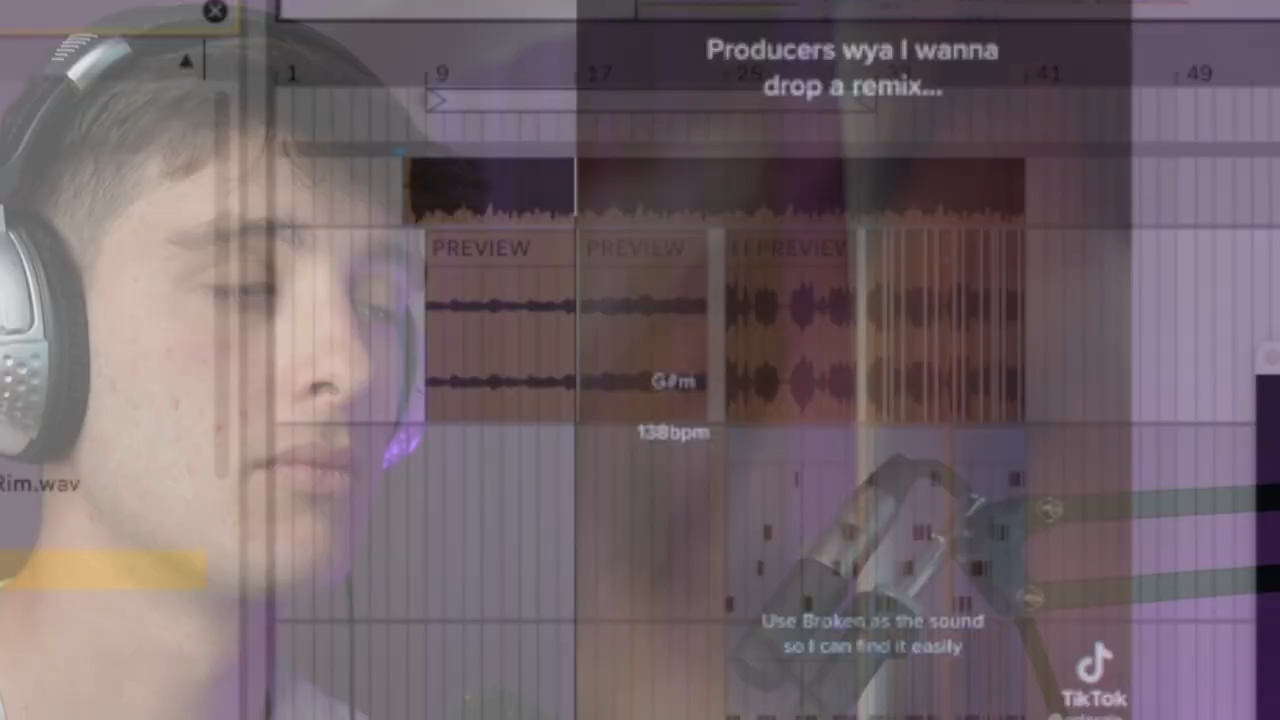 Producers wya I wanna
drop a remix...
1 9 17 25 33 41 49
PREVIEW PREVIEW PREVIEW
G#m
138bpm
Rim.wav
Use Broken as the sound
so I can find it easily
TikTok